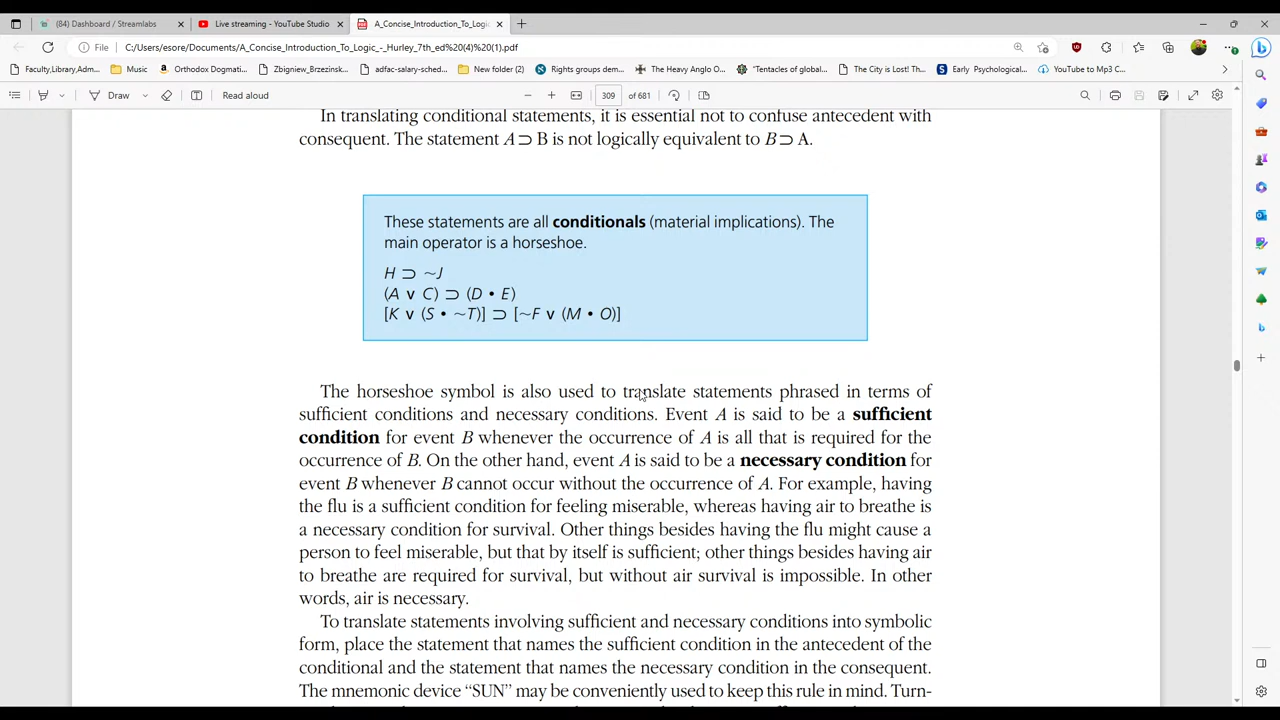 (84) Dashboard / Streamlabs
Live streaming - YouTube Studio
A_Concise_Introduction_To_Logi
File
C:/Users/esore/Documents/A_Concise_Introduction_To_Logic_-_Hurley_7th_ed%20(4)%20(1).pdf
Faculty,Library,Adm...
Music
Orthodox Dogmati...
Zbigniew_Brzezinsk...
adfac-salary-sched...
New folder (2)
Rights groups dem...
The Heavy Anglo O...
"Tentacles of global...
The City is Lost! Th...
Early Psychological...
YouTube to Mp3 C...
Draw
Read aloud
309
of 681
In translating conditional statements, it is essential not to confuse antecedent with
consequent. The statement A ⊃ B is not logically equivalent to B ⊃ A.
These statements are all conditionals (material implications). The
main operator is a horseshoe.
H ⊃ ~J
(A v C) ⊃ (D • E)
[K v (S • ~T)] ⊃ [~F v (M • O)]
The horseshoe symbol is also used to translate statements phrased in terms of
sufficient conditions and necessary conditions. Event A is said to be a sufficient
condition for event B whenever the occurrence of A is all that is required for the
occurrence of B. On the other hand, event A is said to be a necessary condition for
event B whenever B cannot occur without the occurrence of A. For example, having
the flu is a sufficient condition for feeling miserable, whereas having air to breathe is
a necessary condition for survival. Other things besides having the flu might cause a
person to feel miserable, but that by itself is sufficient; other things besides having air
to breathe are required for survival, but without air survival is impossible. In other
words, air is necessary.
To translate statements involving sufficient and necessary conditions into symbolic
form, place the statement that names the sufficient condition in the antecedent of the
conditional and the statement that names the necessary condition in the consequent.
The mnemonic device "SUN" may be conveniently used to keep this rule in mind. Turn-